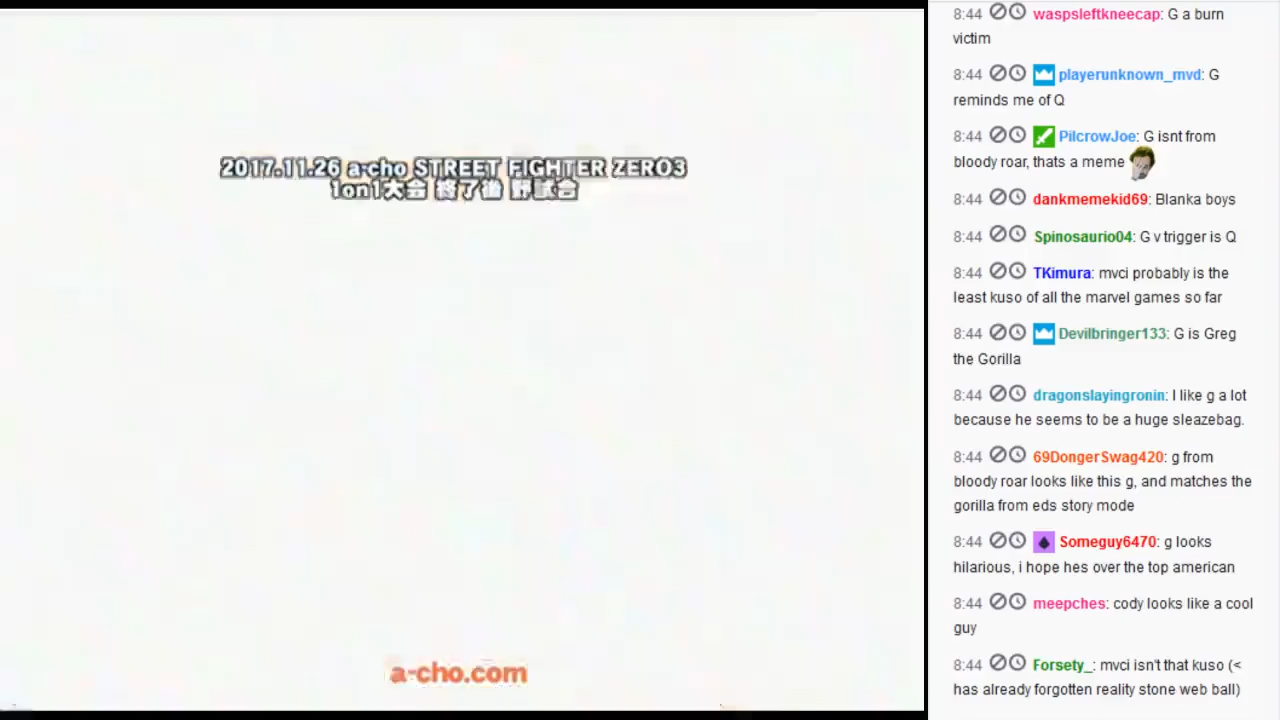 2017.11.26 a-cho STREET FIGHTER ZERO3
1on1大会 終了後 野試合
a-cho.com
8:44 waspsleftkneecap: G a burn
victim
8:44 playerunknown_mvd: G
reminds me of Q
8:44 PilcrowJoe: G isnt from
bloody roar, thats a meme
8:44 dankmemekid69: Blanka boys
8:44 Spinosaurio04: G v trigger is Q
8:44 TKimura: mvci probably is the
least kuso of all the marvel games so far
8:44 Devilbringer133: G is Greg
the Gorilla
8:44 dragonslayingronin: I like g a lot
because he seems to be a huge sleazebag.
8:44 69DongerSwag420: g from
bloody roar looks like this g, and matches the
gorilla from eds story mode
8:44 Someguy6470: g looks
hilarious, i hope hes over the top american
8:44 meepches: cody looks like a cool
guy
8:44 Forsety_: mvci isn't that kuso (<
has already forgotten reality stone web ball)